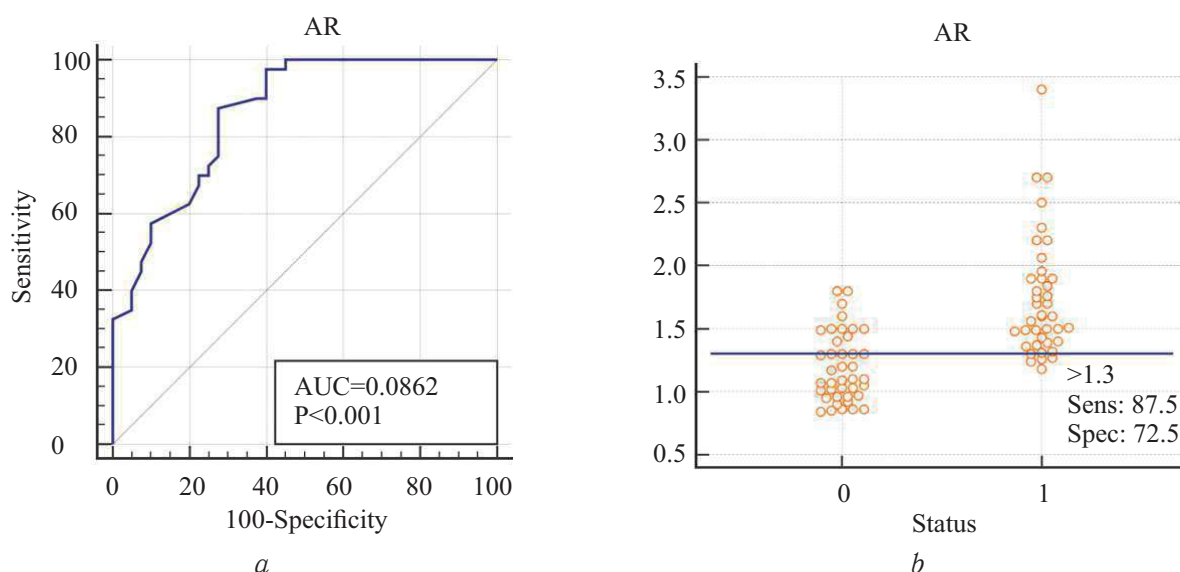 AR
100
80
60
40
20
0
Sensitivity
AUC=0.0862
P<0.001
0 20 40 60 80 100
100-Specificity
a
AR
3.5
3.0
2.5
2.0
1.5
1.0
0.5
>1.3
Sens: 87.5
Spec: 72.5
0 1
Status
b